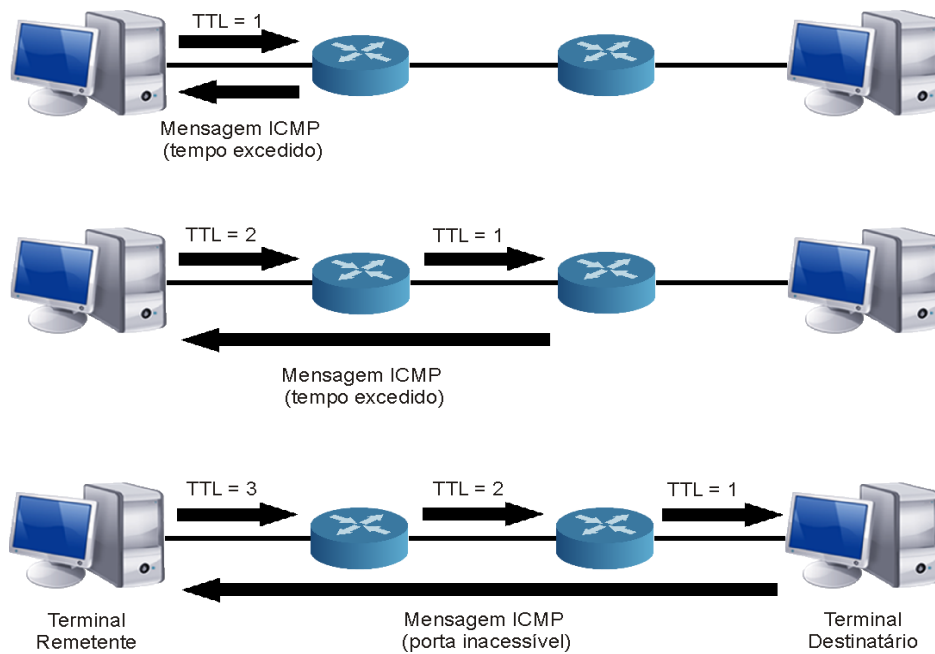 TTL = 1
Mensagem ICMP
(tempo excedido)
TTL = 2
TTL = 1
Mensagem ICMP
(tempo excedido)
TTL = 3
TTL = 2
TTL = 1
Terminal
Remetente
Mensagem ICMP
(porta inacessível)
Terminal
Destinatário